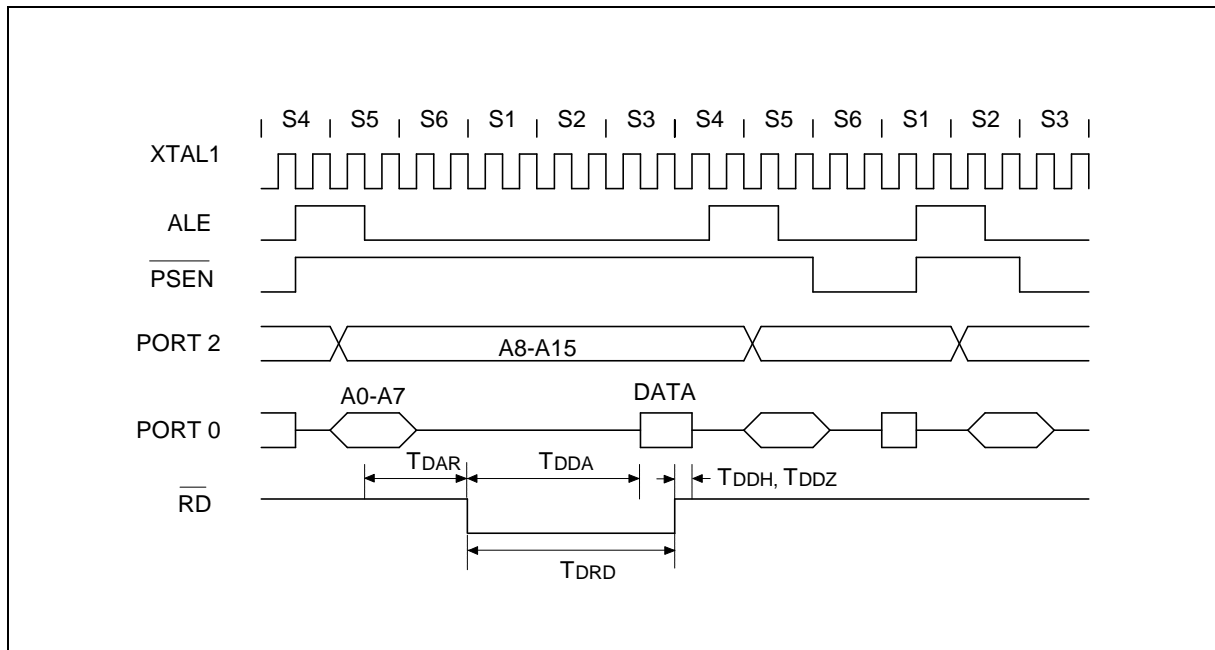 S4 S5 S6 S1 S2 S3 S4 S5 S6 S1 S2 S3
XTAL1
ALE
PSEN
PORT 2
A8-A15
A0-A7
DATA
PORT 0
TDAR
TDDA
TDDH, TDDZ
RD
TDRD